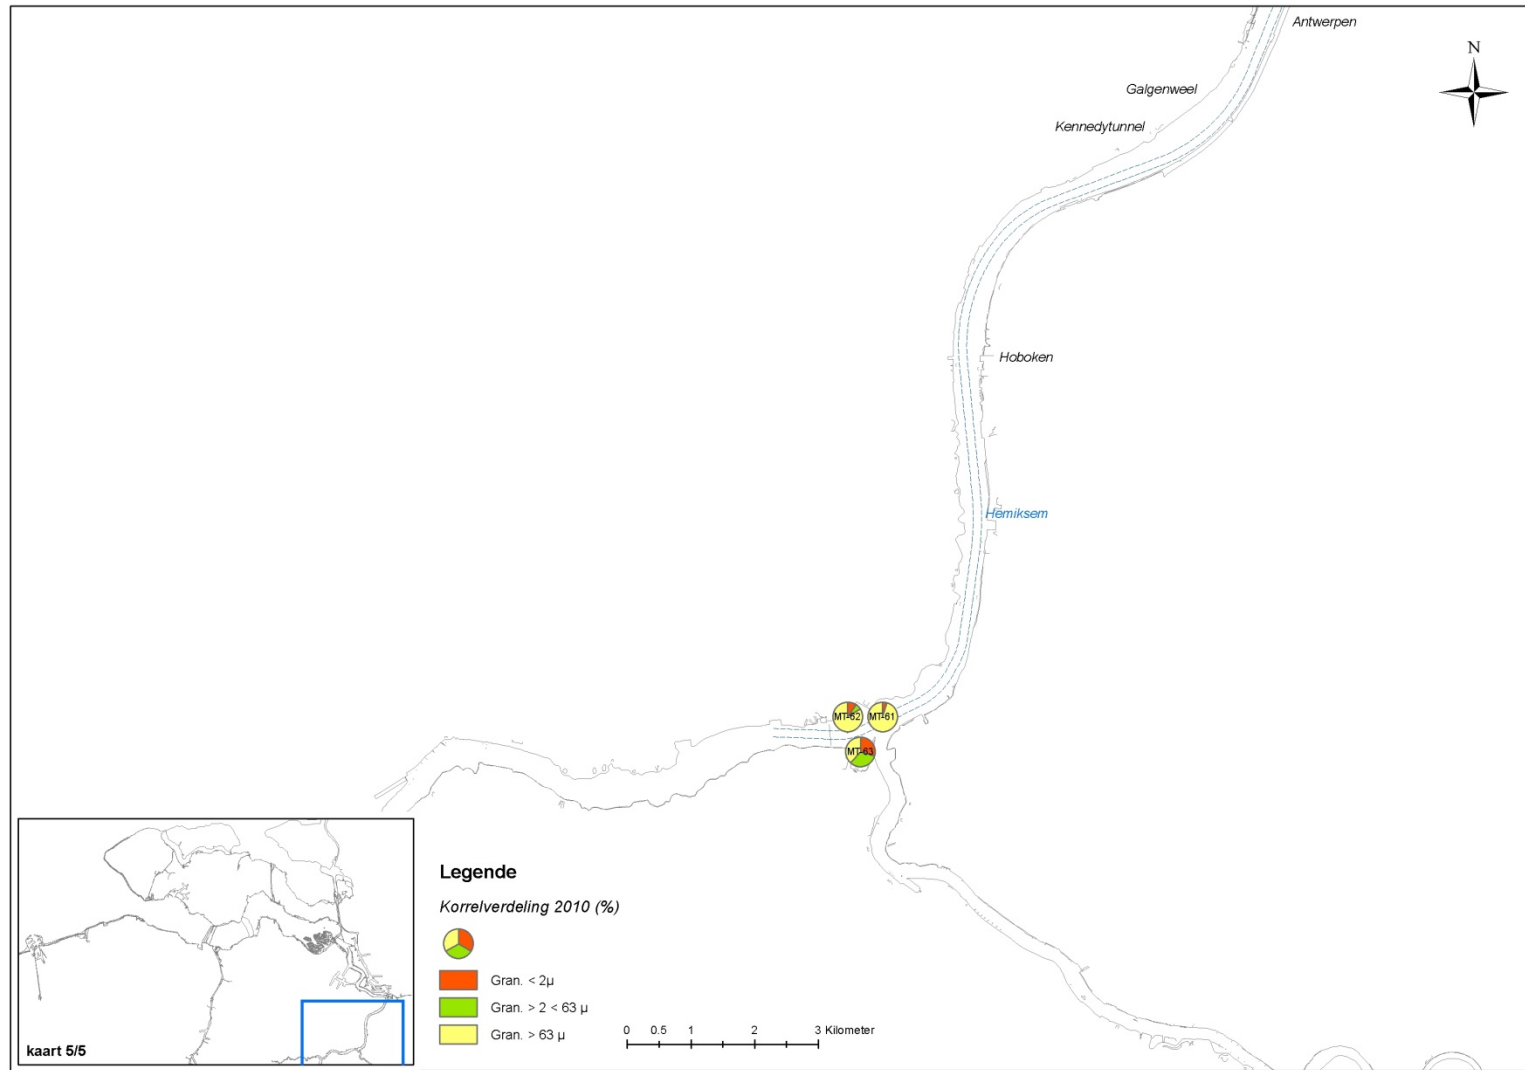 Antwerpen
N
Galgenweel
Kennedytunnel
Hoboken
Hemiksem
MT-62
MT-61
MT-63
Legende
Korrelverdeling 2010 (%)
Gran. < 2µ
Gran. > 2 < 63 µ
Gran. > 63 µ
0 0.5 1 2 3 Kilometer
kaart 5/5